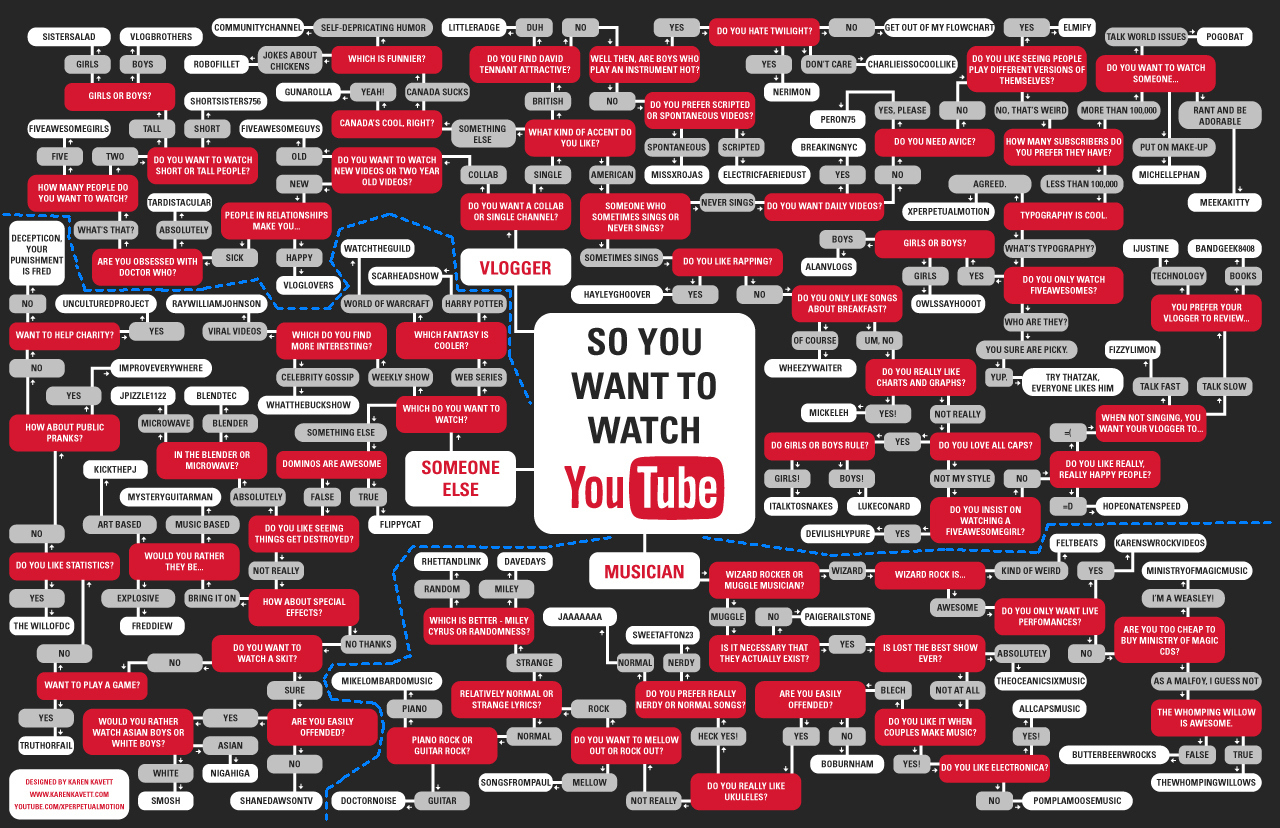 SISTERSALAD
VLOGBROTHERS
GIRLS
BOYS
GIRLS OR BOYS?
COMMUNITYCHANNEL
SELF-DEPRICATING HUMOR
ROBOFILLET
JOKES ABOUT
CHICKENS
WHICH IS FUNNIER?
GUNAROLLA
YEAH!
CANADA SUCKS
CANADA'S COOL, RIGHT?
SOMETHING
ELSE
LITTLERADGE
DUH
NO
DO YOU FIND DAVID
TENNANT ATTRACTIVE?
BRITISH
WELL THEN, ARE BOYS WHO
PLAY AN INSTRUMENT HOT?
YES
NO
DO YOU HATE TWILIGHT?
NO
GET OUT OF MY FLOWCHART
YES
DON'T CARE
CHARLIEISSOCOOLLIKE
NERIMON
YES
ELMIFY
DO YOU LIKE SEEING PEOPLE
PLAY DIFFERENT VERSIONS OF
THEMSELVES?
NO
NO, THAT'S WEIRD
TALK WORLD ISSUES
POGOBAT
DO YOU WANT TO WATCH
SOMEONE...
MORE THAN 100,000
RANT AND BE
ADORABLE
PUT ON MAKE-UP
MICHELLEPHAN
MEEKAKITTY
SHORTSISTERS756
TALL
SHORT
FIVEAWESOMEGIRLS
FIVEAWESOMEGUYS
FIVE
TWO
DO YOU WANT TO WATCH
SHORT OR TALL PEOPLE?
OLD
NEW
DO YOU WANT TO WATCH
NEW VIDEOS OR TWO YEAR
OLD VIDEOS?
COLLAB
SINGLE
WHAT KIND OF ACCENT DO
YOU LIKE?
AMERICAN
DO YOU PREFER SCRIPTED
OR SPONTANEOUS VIDEOS?
SPONTANEOUS
SCRIPTED
MISSXROJAS
ELECTRICFAERIEDUST
PERON75
YES, PLEASE
BREAKINGNYC
DO YOU NEED AVICE?
YES
NO
HOW MANY SUBSCRIBERS DO
YOU PREFER THEY HAVE?
AGREED.
LESS THAN 100,000
XPERPETUALMOTION
TYPOGRAPHY IS COOL.
WHAT'S TYPOGRAPHY?
HOW MANY PEOPLE DO
YOU WANT TO WATCH?
TARDISTACULAR
WHAT'S THAT?
ABSOLUTELY
ARE YOU OBSESSED WITH
DOCTOR WHO?
SICK
PEOPLE IN RELATIONSHIPS
MAKE YOU...
HAPPY
VLOGLOVERS
DO YOU WANT A COLLAB
OR SINGLE CHANNEL?
VLOGGER
SOMEONE WHO
SOMETIMES SINGS OR
NEVER SINGS?
NEVER SINGS
DO YOU WANT DAILY VIDEOS?
SOMETIMES SINGS
DO YOU LIKE RAPPING?
HAYLEYGHOOVER
YES
NO
BOYS
GIRLS OR BOYS?
ALANVLOGS
GIRLS
YES
OWLSSAYHOOOT
DO YOU ONLY WATCH
FIVEAWESOMES?
WHO ARE THEY?
YOU SURE ARE PICKY.
YUP.
TRY THATZAK,
EVERYONE LIKES HIM
IJUSTINE
BANDGEEK8408
TECHNOLOGY
BOOKS
YOU PREFER YOUR
VLOGGER TO REVIEW...
FIZZYLIMON
TALK FAST
TALK SLOW
WHEN NOT SINGING, YOU
WANT YOUR VLOGGER TO...
=(
DO YOU LIKE REALLY,
REALLY HAPPY PEOPLE?
=D
HOPEONATENSPEED
DO YOU ONLY LIKE SONGS
ABOUT BREAKFAST?
OF COURSE
UM, NO
WHEEZYWAITER
DO YOU REALLY LIKE
CHARTS AND GRAPHS?
MICKELEH
YES!
NOT REALLY
DO GIRLS OR BOYS RULE?
YES
DO YOU LOVE ALL CAPS?
GIRLS!
BOYS!
NOT MY STYLE
NO
ITALKTOSNAKES
LUKECONARD
DEVILISHLYPURE
YES
DO YOU INSIST ON
WATCHING A
FIVEAWESOMEGIRL?
SO YOU
WANT TO
WATCH
YouTube
DECEPTICON,
YOUR
PUNISHMENT
IS FRED
NO
WANT TO HELP CHARITY?
UNCULTUREDPROJECT
YES
NO
RAYWILLIAMJOHNSON
VIRAL VIDEOS
WATCHTHEGUILD
SCARHEADSHOW
WORLD OF WARCRAFT
HARRY POTTER
WHICH DO YOU FIND
MORE INTERESTING?
WHICH FANTASY IS
COOLER?
CELEBRITY GOSSIP
WEEKLY SHOW
WEB SERIES
WHATTHEBUCKSHOW
WHICH DO YOU WANT TO
WATCH?
SOMETHING ELSE
SOMEONE
ELSE
DOMINOS ARE AWESOME
FALSE
TRUE
FLIPPYCAT
YES
IMPROVEVERYWHERE
HOW ABOUT PUBLIC
PRANKS?
JPIZZLE1122
BLENDTEC
MICROWAVE
BLENDER
IN THE BLENDER OR
MICROWAVE?
KICKTHEPJ
MYSTERYGUITARMAN
ABSOLUTELY
ART BASED
MUSIC BASED
DO YOU LIKE SEEING
THINGS GET DESTROYED?
NOT REALLY
NO
DO YOU LIKE STATISTICS?
YES
THE WILLOFDC
NO
WOULD YOU RATHER
THEY BE...
EXPLOSIVE
BRING IT ON
FREDDIEW
HOW ABOUT SPECIAL
EFFECTS?
NO THANKS
DO YOU WANT TO
WATCH A SKIT?
NO
SURE
WANT TO PLAY A GAME?
YES
TRUTHORFAIL
WOULD YOU RATHER
WATCH ASIAN BOYS OR
WHITE BOYS?
YES
ASIAN
ARE YOU EASILY
OFFENDED?
WHITE
NIGAHIGA
NO
SMOSH
SHANEDAWSONTV
DESIGNED BY KAREN KAVETT
WWW.KARENKAVETT.COM
YOUTUBE.COM/XPERPETUALMOTION
MUSICIAN
RHETTANDLINK
DAVEDAYS
RANDOM
MILEY
WHICH IS BETTER - MILEY
CYRUS OR RANDOMNESS?
STRANGE
MIKELOMBARDOMUSIC
PIANO
RELATIVELY NORMAL OR
STRANGE LYRICS?
ROCK
NORMAL
PIANO ROCK OR
GUITAR ROCK?
DO YOU WANT TO MELLOW
OUT OR ROCK OUT?
SONGSFROMPAUL
MELLOW
DOCTORNOISE
GUITAR
JAAAAAAA
SWEETAFTON23
NORMAL
NERDY
DO YOU PREFER REALLY
NERDY OR NORMAL SONGS?
HECK YES!
NOT REALLY
DO YOU REALLY LIKE
UKULELES?
WIZARD ROCKER OR
MUGGLE MUSICIAN?
WIZARD
WIZARD ROCK IS...
KIND OF WEIRD
FELTBEATS
KARENSWROCKVIDEOS
YES
AWESOME
DO YOU ONLY WANT LIVE
PERFOMANCES?
NO
MINISTRYOFMAGICMUSIC
I'M A WEASLEY!
ARE YOU TOO CHEAP TO
BUY MINISTRY OF MAGIC
CDS?
AS A MALFOY, I GUESS NOT
THE WHOMPING WILLOW
IS AWESOME.
BUTTERBEERWROCKS
FALSE
TRUE
THEWHOMPINGWILLOWS
MUGGLE
NO
PAIGERAILSTONE
IS IT NECESSARY THAT
THEY ACTUALLY EXIST?
YES
IS LOST THE BEST SHOW
EVER?
ABSOLUTELY
THEOCEANICSIXMUSIC
ARE YOU EASILY
OFFENDED?
BLECH
NOT AT ALL
YES
NO
BOBURNHAM
DO YOU LIKE IT WHEN
COUPLES MAKE MUSIC?
YES!
ALLCAPSMUSIC
YES!
DO YOU LIKE ELECTRONICA?
NO
POMPLAMOOSEMUSIC